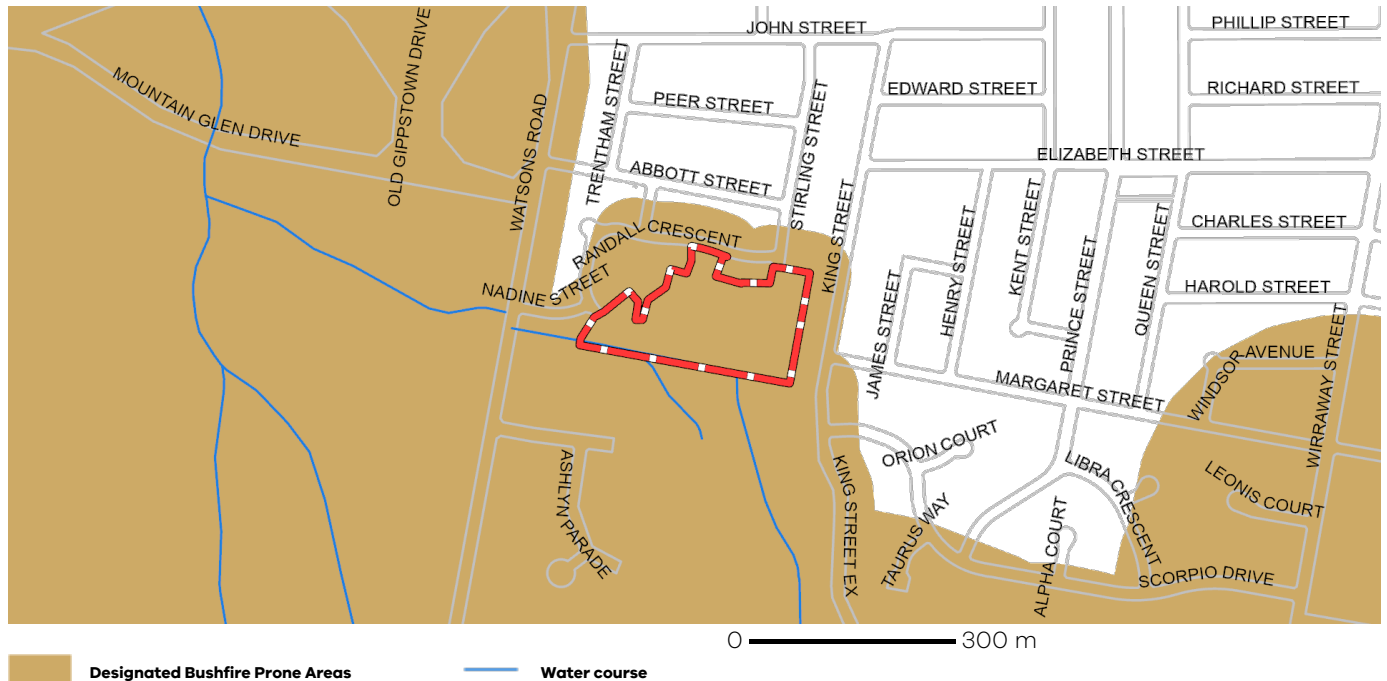 JOHN STREET
PHILLIP STREET
OLD GIPPSTOWN DRIVE
TRENTHAM STREET
MOUNTAIN GLEN DRIVE
PEER STREET
STIRLING STREET
EDWARD STREET
RICHARD STREET
WATSONS ROAD
ABBOTT STREET
ELIZABETH STREET
KING STREET
HENRY STREET
KENT STREET
PRINCE STREET
QUEEN STREET
CHARLES STREET
RANDALL CRESCENT
NADINE STREET
JAMES STREET
HAROLD STREET
WINDSOR AVENUE
WIRRAWAY STREET
MARGARET STREET
ORION COURT
LIBRA CRESCENT
LEONIS COURT
ASHLYN PARADE
KING STREET EX
TAURUS WAY
ALPHA COURT
SCORPIO DRIVE
0 300 m
Designated Bushfire Prone Areas
Water course